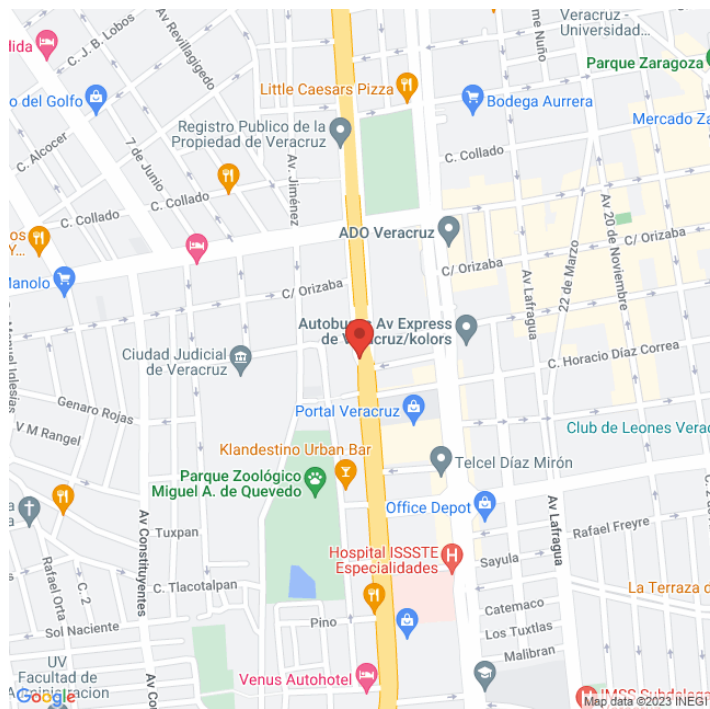 C. J. B. Lobos
Av Revillagigedo
Veracruz -
Universidad...
Parque Zaragoza
Little Caesars Pizza
Bodega Aurrera
o del Golfo
Registro Publico de la
Propiedad de Veracruz
Mercado Za
C. Alcocer
7 de Junio
Av. Jiménez
C. Collado
C. Collado
Av 20 de Noviembre
ADO Veracruz
C/ Orizaba
Y...
Manolo
C/ Orizaba
C/ Orizaba
Av Lafragua
22 de Marzo
Autobuses Av Express
de Veracruz/kolors
Ciudad Judicial
de Veracruz
C. Horacio Díaz Correa
Manuel Iglesias
Genaro Rojas
Portal Veracruz
V M Rangel
Club de Leones Vera
Klandestino Urban Bar
Telcel Díaz Mirón
Parque Zoológico
Miguel A. de Quevedo
Office Depot
Av Constituyentes
Tuxpan
Av Lafragua
Rafael Freyre
Hospital ISSSTE
Especialidades
Sayula
Rafael Orta
C. 2
C. Tlacotalpan
La Terraza d
Catemaco
Sol Naciente
Pino
Los Tuxtlas
Malibran
UV
Facultad de
Administracion
Av Co
Venus Autohotel
Google
IMSS Subdelega
Map data ©2023 INEGI